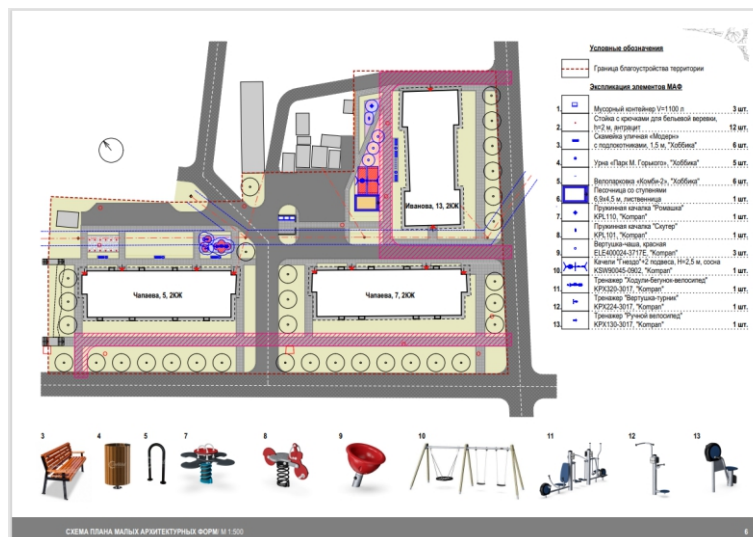 Условные обозначения
Граница благоустройства территории
Экспликация элементов МАФ
1. Мусорный контейнер V=1100 л 3 шт.
2. Стойка с крючками для бельевой веревки, h=2 м, антрацит 12 шт.
3. Скамейка уличная «Модерн» с подлокотниками, 1,5 м, "Хоббика" 6 шт.
4. Урна «Парк М. Горького», "Хоббика" 5 шт.
5. Велопарковка «Комби-2», "Хоббика" 6 шт.
6. Песочница со ступенями 6,9х4,5 м, лиственница 1 шт.
7. Пружинная качалка "Ромашка" KPL110, "Kompan" 1 шт.
8. Пружинная качалка "Скутер" KPL101, "Kompan" 1 шт.
9. Вертушка-чаша, красная ELE400024-3717E, "Kompan" 3 шт.
10. Качели "Гнездо"+2 подвеса, H=2,5 м, сосна KSW90045-0902, "Kompan" 1 шт.
11. Тренажер "Ходули-бегунок-велосипед" KPX320-3017, "Kompan" 1 шт.
12. Тренажер "Вертушка-турник" KPX224-3017, "Kompan" 1 шт.
13. Тренажер "Ручной велосипед" KPX130-3017, "Kompan" 1 шт.
Иванова, 13, 2КЖ
Чапаева, 5, 2КЖ
Чапаева, 7, 2КЖ
3 4 5 7 8 9 10 11 12 13
СХЕМА ПЛАНА МАЛЫХ АРХИТЕКТУРНЫХ ФОРМ/ М 1:500 6